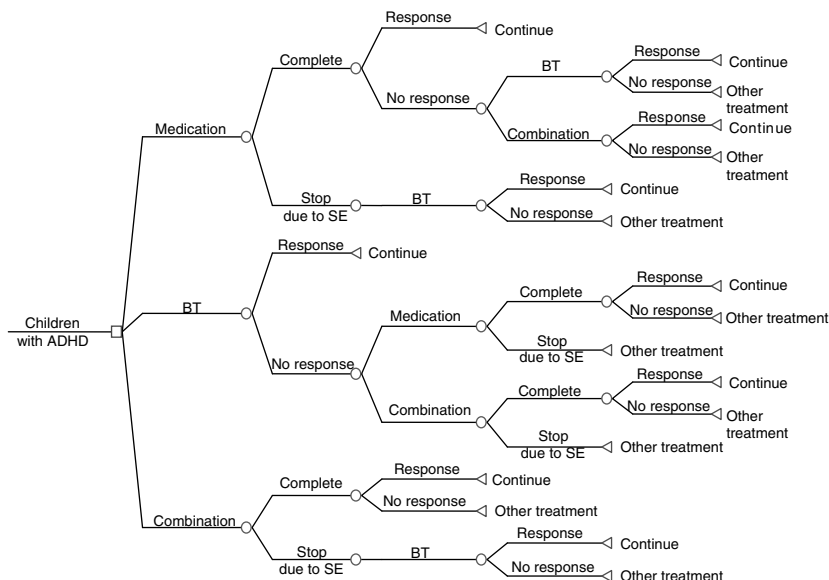 Response
Continue
Complete
Response
BT
Continue
No response
No response
Other
treatment
Medication
Response
Combination
Continue
No response
Other
treatment
Response
Stop
BT
Continue
due to SE
No response
Other treatment
Response
Continue
Response
Complete
Continue
BT
No response
Medication
Other treatment
Children
with ADHD
Stop
due to SE
Other treatment
No response
Response
Complete
Continue
Combination
No response
Other
treatment
Stop
due to SE
Other treatment
Response
Complete
Continue
No response
Other treatment
Combination
Response
Stop
BT
Continue
due to SE
No response
Other treatment